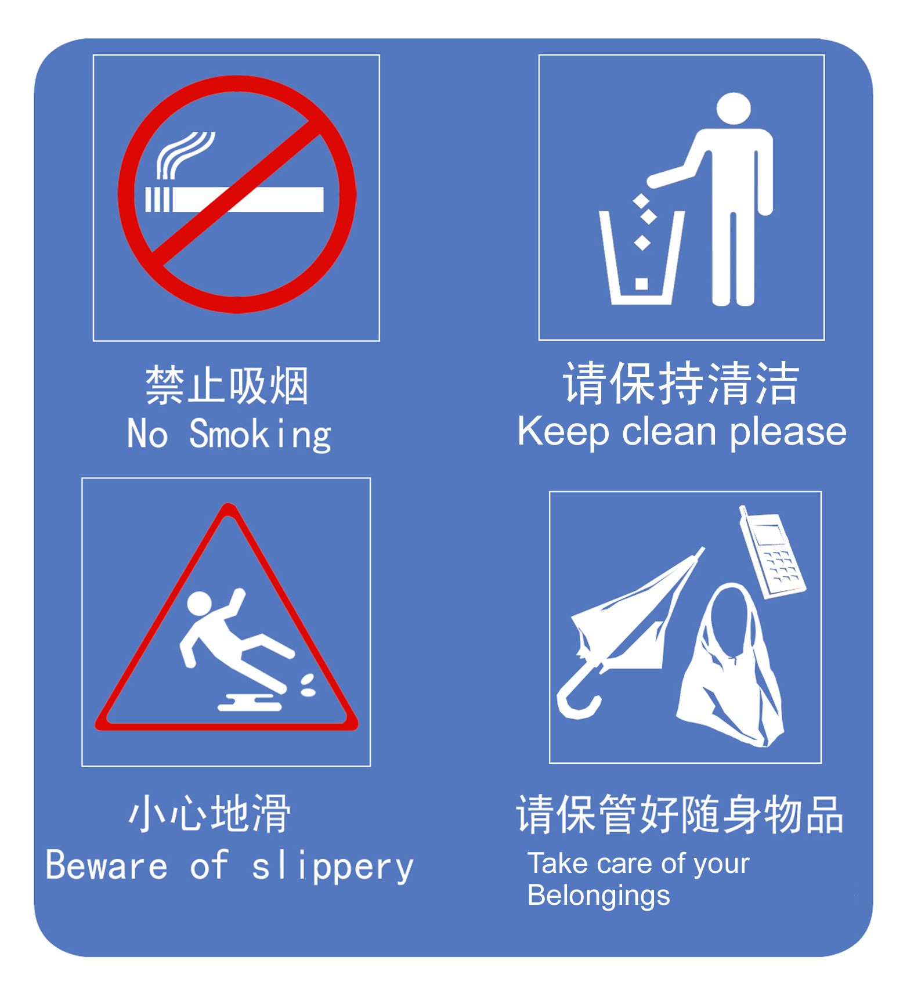 禁止吸烟
No Smoking
请保持清洁
Keep clean please
小心地滑
Beware of slippery
请保管好随身物品
Take care of your
Belongings